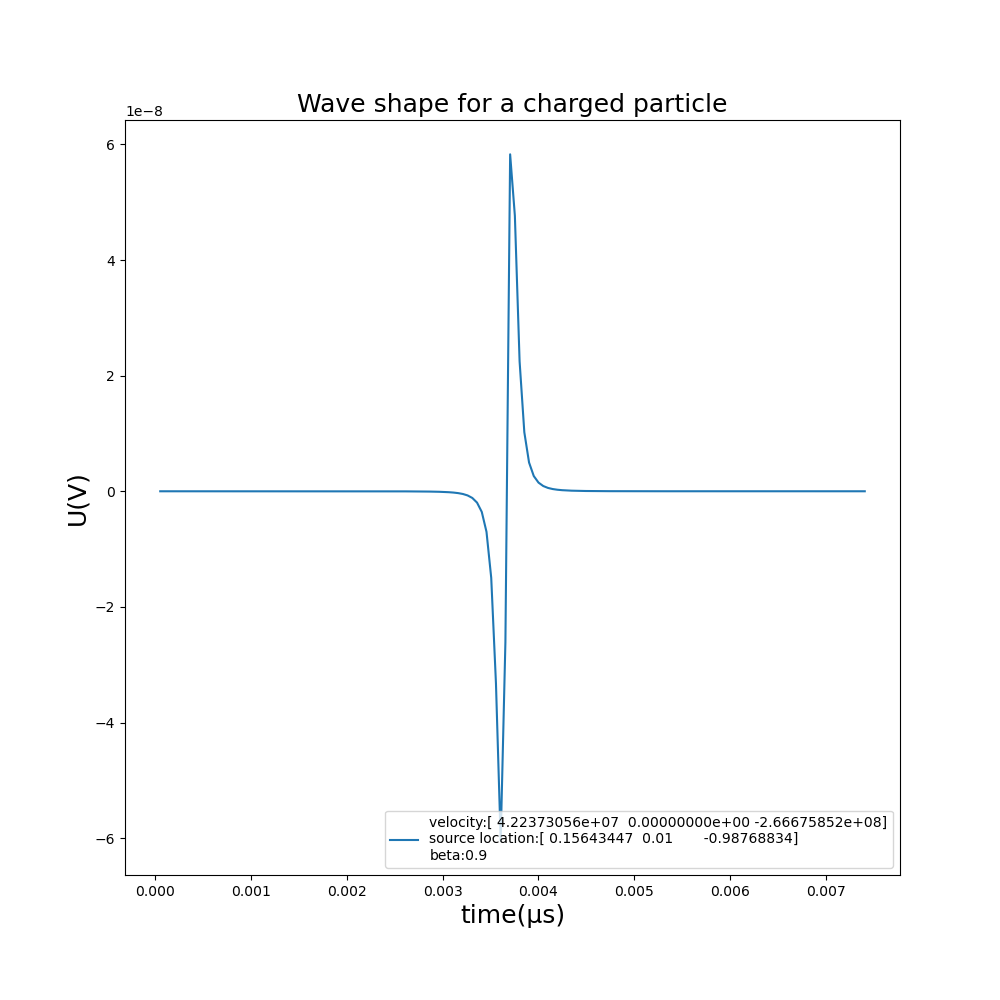 Wave shape for a charged particle
1e−8
6
4
2
0
−2
−4
−6
U(V)
velocity:[ 4.22373056e+07  0.00000000e+00 -2.66675852e+08]
source location:[ 0.15643447  0.01       -0.98768834]
beta:0.9
0.000 0.001 0.002 0.003 0.004 0.005 0.006 0.007
time(μs)